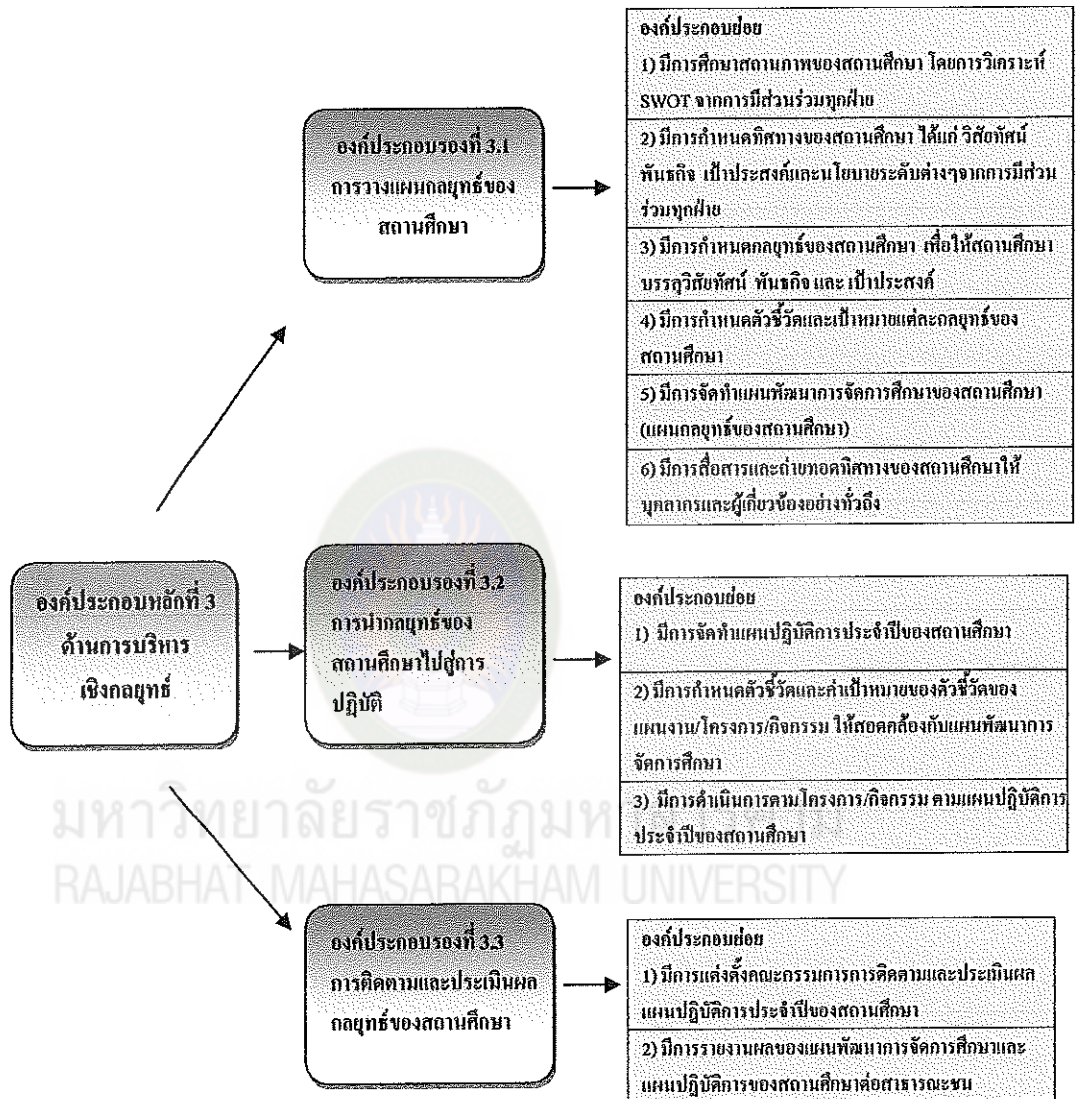 องค์ประกอบย่อย
1) มีการศึกษาสถานภาพของสถานศึกษา โดยการวิเคราะห์
SWOT จากการมีส่วนร่วมทุกฝ่าย
2) มีการกำหนดทิศทางของสถานศึกษา ได้แก่ วิสัยทัศน์
พันธกิจ เป้าประสงค์และนโยบายระดับต่างๆจากการมีส่วน
ร่วมทุกฝ่าย
3) มีการกำหนดกลยุทธ์ของสถานศึกษา เพื่อให้สถานศึกษา
บรรลุวิสัยทัศน์ พันธกิจ และ เป้าประสงค์
4) มีการกำหนดตัวชี้วัดและเป้าหมายแต่ละกลยุทธ์ของ
สถานศึกษา
5) มีการจัดทำแผนพัฒนาการจัดการศึกษาของสถานศึกษา
(แผนกลยุทธ์ของสถานศึกษา)
6) มีการสื่อสารและถ่ายทอดทิศทางของสถานศึกษาให้
บุคลากรและผู้เกี่ยวข้องอย่างทั่วถึง
องค์ประกอบรองที่ 3.1
การวางแผนกลยุทธ์ของ
สถานศึกษา
องค์ประกอบหลักที่ 3
ด้านการบริหาร
เชิงกลยุทธ์
องค์ประกอบรองที่ 3.2
การนำกลยุทธ์ของ
สถานศึกษาไปสู่การ
ปฏิบัติ
องค์ประกอบย่อย
1) มีการจัดทำแผนปฏิบัติการประจำปีของสถานศึกษา
2) มีการกำหนดตัวชี้วัดและค่าเป้าหมายของตัวชี้วัดของ
แผนงาน/โครงการ/กิจกรรม ให้สอดคล้องกับแผนพัฒนาการ
จัดการศึกษา
3) มีการดำเนินการตามโครงการ/กิจกรรม ตามแผนปฏิบัติการ
ประจำปีของสถานศึกษา
มหาวิทยาลัยราชภัฏมหาสารคาม
RAJABHAT MAHASARAKHAM UNIVERSITY
องค์ประกอบรองที่ 3.3
การติดตามและประเมินผล
กลยุทธ์ของสถานศึกษา
องค์ประกอบย่อย
1) มีการแต่งตั้งคณะกรรมการการติดตามและประเมินผล
แผนปฏิบัติการประจำปีของสถานศึกษา
2) มีการรายงานผลของแผนพัฒนาการจัดการศึกษาและ
แผนปฏิบัติการของสถานศึกษาต่อสาธารณะชน